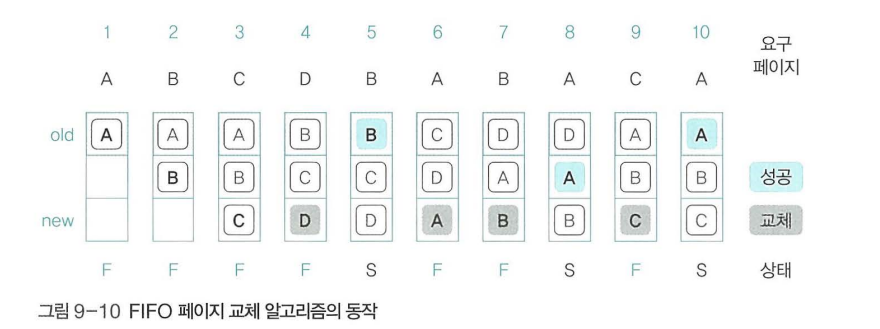 1 2 3 4 5 6 7 8 9 10 요구
페이지
A B C D B A B A C A
old A A A B B C D D A A
B B C C D A A B B 성공
new C D D A B B C C 교체
F F F F S F F S F S 상태
그림 9-10 FIFO 페이지 교체 알고리즘의 동작